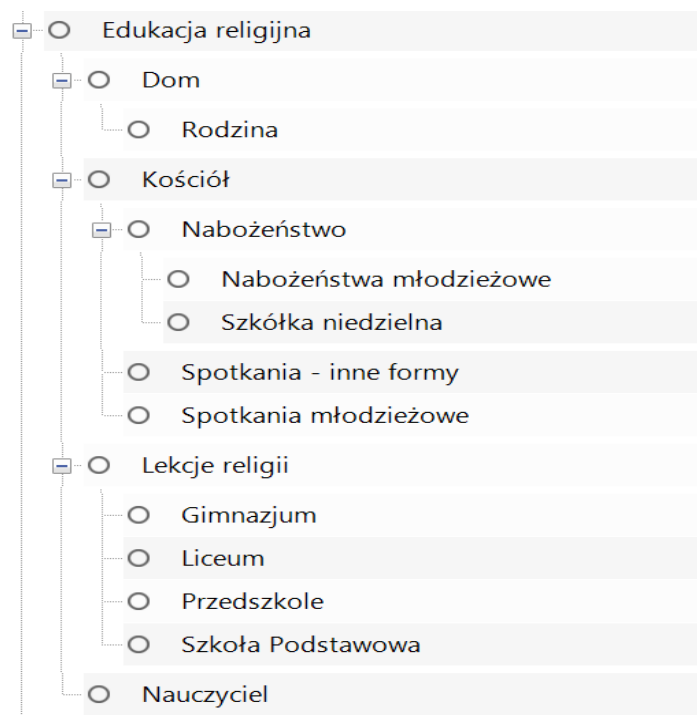 Edukacja religijna
Dom
Rodzina
Kościół
Nabożeństwo
Nabożeństwa młodzieżowe
Szkółka niedzielna
Spotkania - inne formy
Spotkania młodzieżowe
Lekcje religii
Gimnazjum
Liceum
Przedszkole
Szkoła Podstawowa
Nauczyciel